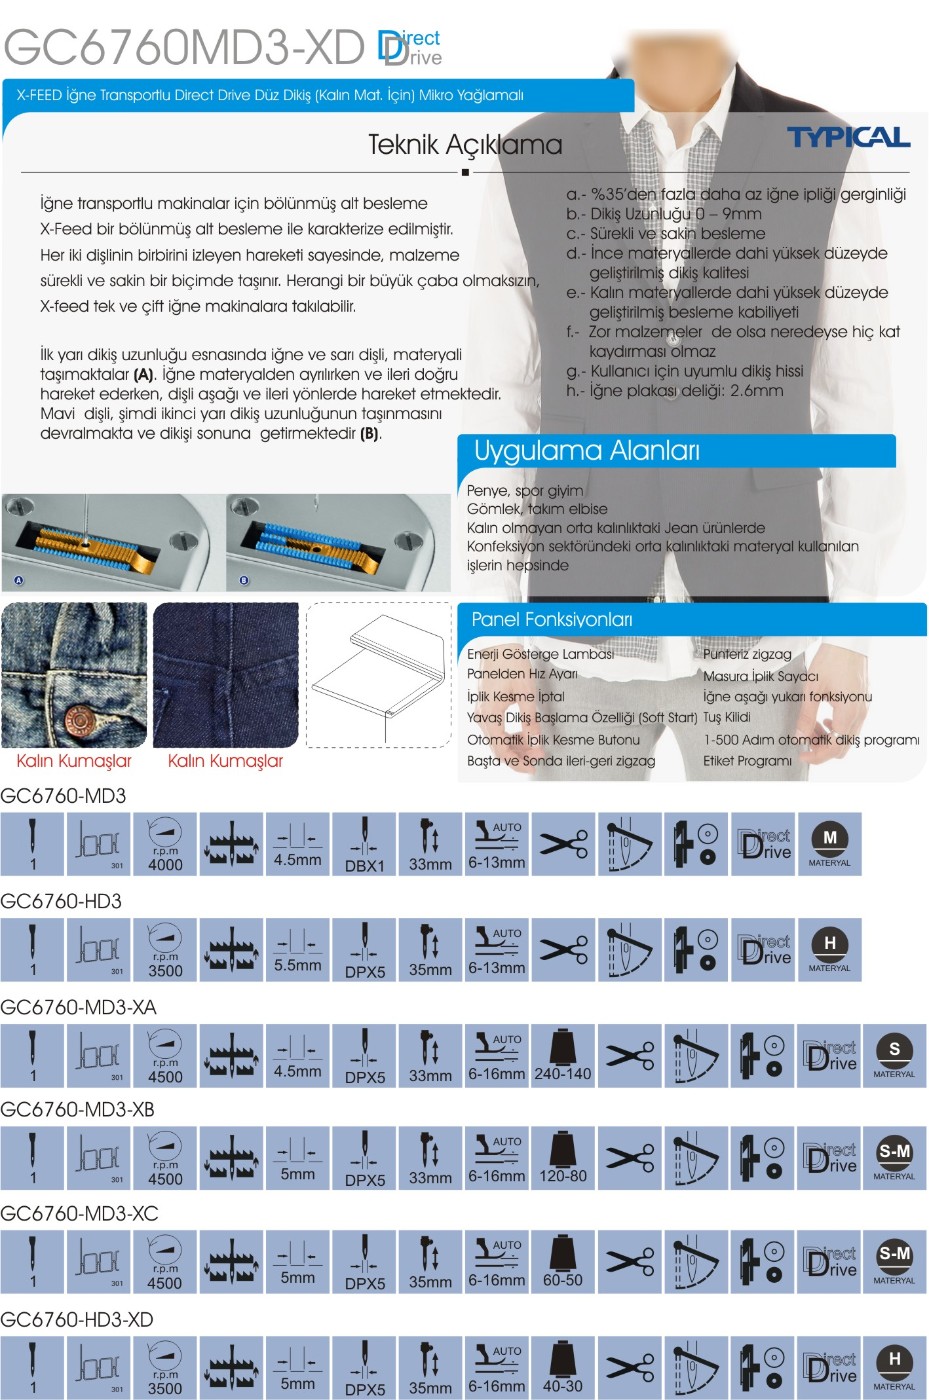 GC6760MD3-XD Direct Drive
X-FEED İğne Transportlu Direct Drive Düz Dikiş (Kalın Mat. İçin) Mikro Yağlamalı
Teknik Açıklama
TYPICAL
İğne transportlu makinalar için bölünmüş alt besleme
X-Feed bir bölünmüş alt besleme ile karakterize edilmiştir.
Her iki dişlinin birbirini izleyen hareketi sayesinde, malzeme
sürekli ve sakin bir biçimde taşınır. Herangi bir büyük çaba olmaksızın,
X-feed tek ve çift iğne makinalara takılabilir.
İlk yarı dikiş uzunluğu esnasında iğne ve sarı dişli, materyali
taşımaktalar (A). İğne materyalden ayrılırken ve ileri doğru
hareket ederken, dişli aşağı ve ileri yönlerde hareket etmektedir.
Mavi dişli, şimdi ikinci yarı dikiş uzunluğunun taşınmasını
devralmakta ve dikişi sonuna getirmektedir (B).
a.- %35'den fazla daha az iğne ipliği gerginliği
b.- Dikiş Uzunluğu 0 – 9mm
c.- Sürekli ve sakin besleme
d.- İnce materyallerde dahi yüksek düzeyde
geliştirilmiş dikiş kalitesi
e.- Kalın materyallerde dahi yüksek düzeyde
geliştirilmiş besleme kabiliyeti
f.- Zor malzemeler de olsa neredeyse hiç kat
kaydırması olmaz
g.- Kullanıcı için uyumlu dikiş hissi
h.- İğne plakası deliği: 2.6mm
Uygulama Alanları
Penye, spor giyim
Gömlek, takım elbise
Kalın olmayan orta kalınlıktaki Jean ürünlerde
Konfeksiyon sektöründeki orta kalınlıktaki materyal kullanılan
işlerin hepsinde
A
B
Kalın Kumaşlar
Kalın Kumaşlar
Panel Fonksiyonları
Enerji Gösterge Lambası
Panelden Hız Ayarı
İplik Kesme İptal
Yavaş Dikiş Başlama Özelliği (Soft Start)
Otomatik İplik Kesme Butonu
Başta ve Sonda ileri-geri zigzag
Punteriz zigzag
Masura İplik Sayacı
İğne aşağı yukarı fonksiyonu
Tuş Kilidi
1-500 Adım otomatik dikiş programı
Etiket Programı
GC6760-MD3
1 301 r.p.m 4000 4.5mm DBX1 33mm AUTO 6-13mm Direct Drive M MATERYAL
GC6760-HD3
1 301 r.p.m 3500 5.5mm DPX5 35mm AUTO 6-13mm Direct Drive H MATERYAL
GC6760-MD3-XA
1 301 r.p.m 4500 4.5mm DPX5 33mm AUTO 6-16mm 240-140 Direct Drive S MATERYAL
GC6760-MD3-XB
1 301 r.p.m 4500 5mm DPX5 33mm AUTO 6-16mm 120-80 Direct Drive S-M MATERYAL
GC6760-MD3-XC
1 301 r.p.m 4500 5mm DPX5 35mm AUTO 6-16mm 60-50 Direct Drive S-M MATERYAL
GC6760-HD3-XD
1 301 r.p.m 3500 5mm DPX5 35mm AUTO 6-16mm 40-30 Direct Drive H MATERYAL